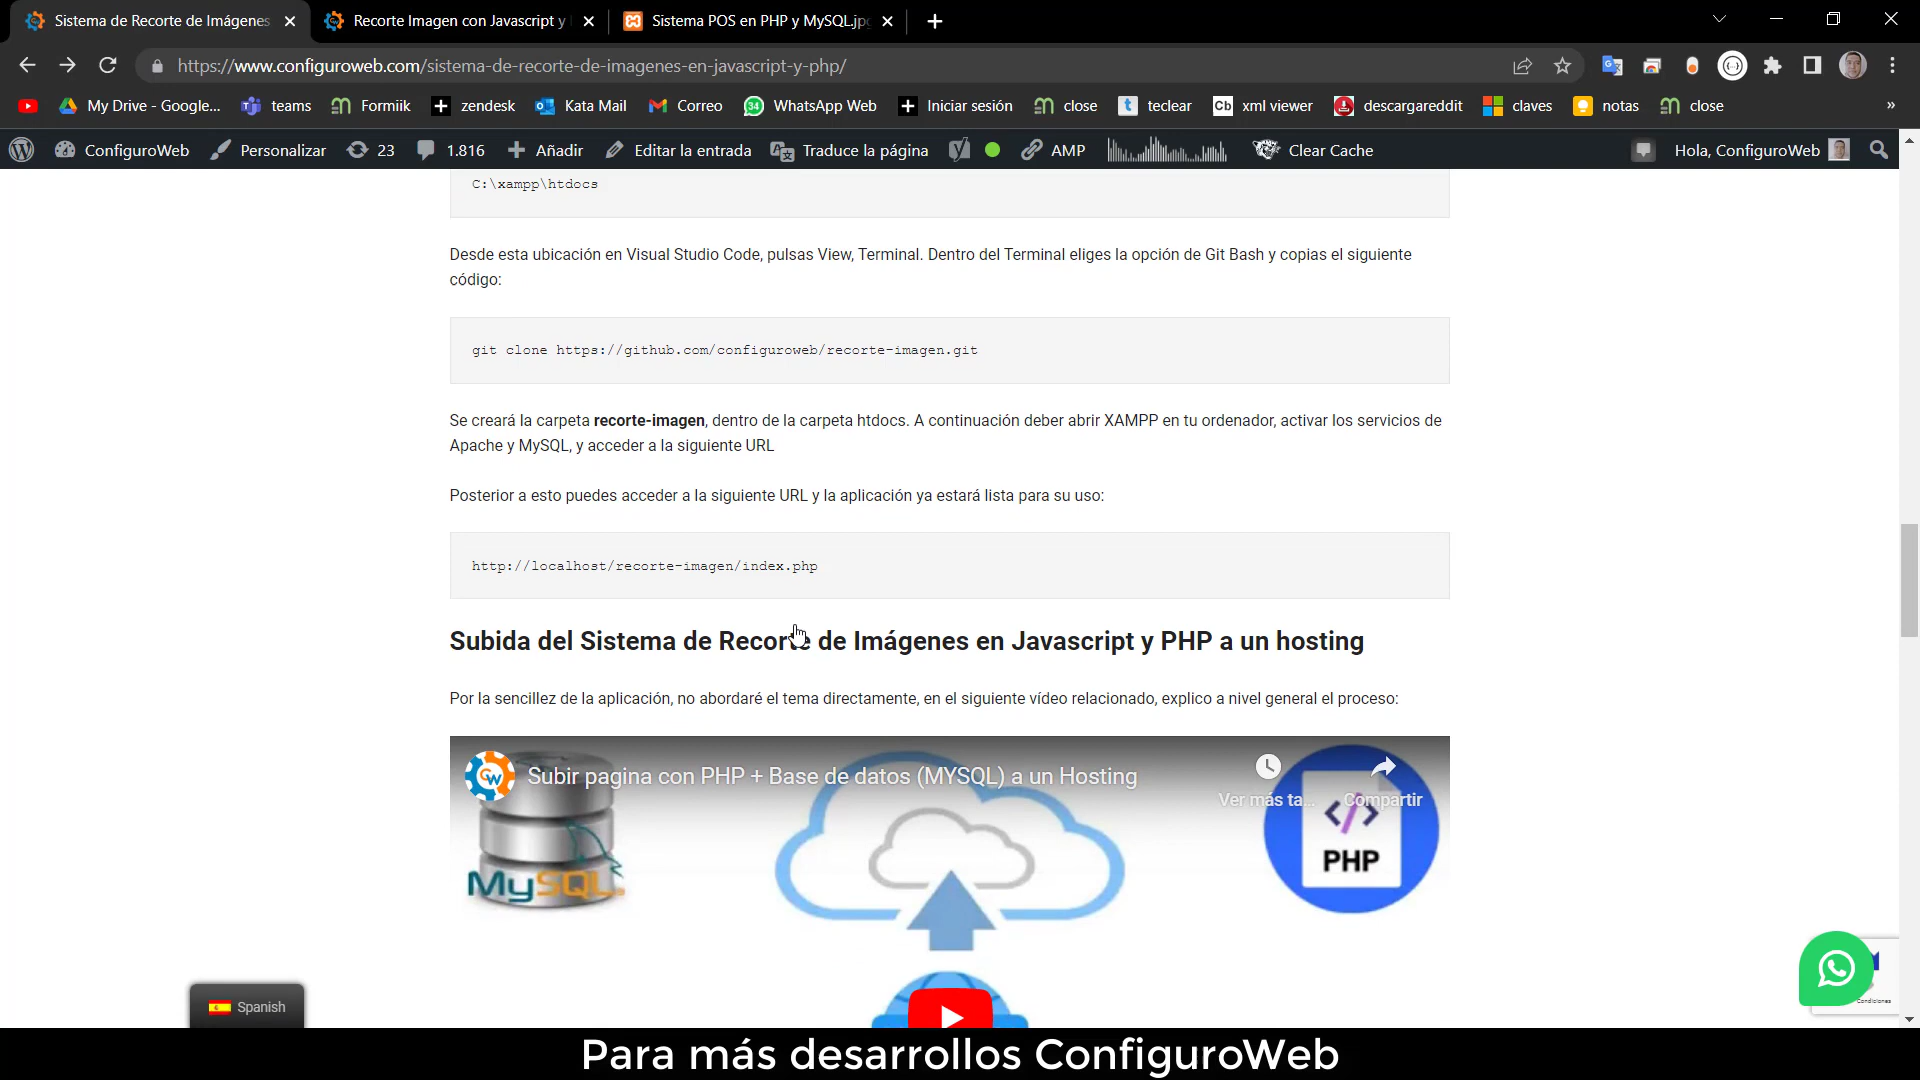 Sistema de Recorte de Imágenes
Recorte Imagen con Javascript y
Sistema POS en PHP y MySQL.jpg
https://www.configuroweb.com/sistema-de-recorte-de-imagenes-en-javascript-y-php/
My Drive - Google... teams Formiik zendesk Kata Mail Correo 34 WhatsApp Web Iniciar sesión close t teclear Cb xml viewer descargareddit claves notas close »
ConfiguroWeb Personalizar 23 1.816 Añadir Editar la entrada Traduce la página AMP Clear Cache Hola, ConfiguroWeb
C:\xampp\htdocs
Desde esta ubicación en Visual Studio Code, pulsas View, Terminal. Dentro del Terminal eliges la opción de Git Bash y copias el siguiente
código:
git clone https://github.com/configuroweb/recorte-imagen.git
Se creará la carpeta recorte-imagen, dentro de la carpeta htdocs. A continuación deber abrir XAMPP en tu ordenador, activar los servicios de
Apache y MySQL, y acceder a la siguiente URL
Posterior a esto puedes acceder a la siguiente URL y la aplicación ya estará lista para su uso:
http://localhost/recorte-imagen/index.php
Subida del Sistema de Recorte de Imágenes en Javascript y PHP a un hosting
Por la sencillez de la aplicación, no abordaré el tema directamente, en el siguiente vídeo relacionado, explico a nivel general el proceso:
CW Subir pagina con PHP + Base de datos (MYSQL) a un Hosting
Ver más ta... Compartir
</>
PHP
MySQL
Spanish
Condiciones
Para más desarrollos ConfiguroWeb